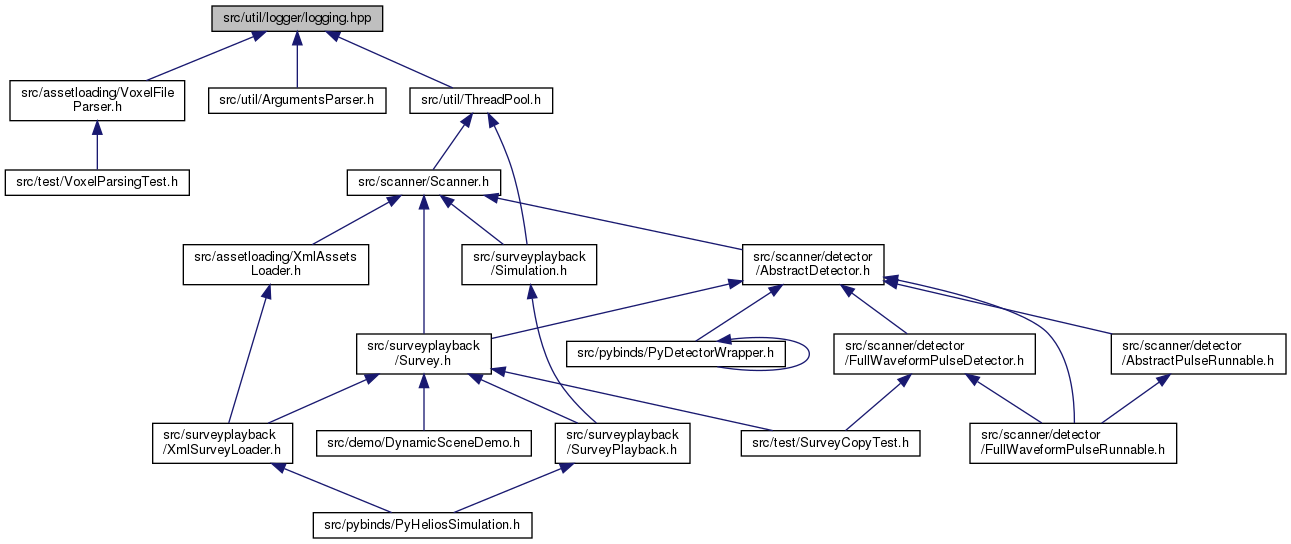 src/util/logger/logging.hpp
src/assetloading/VoxelFile
Parser.h
src/util/ArgumentsParser.h
src/util/ThreadPool.h
src/test/VoxelParsingTest.h
src/scanner/Scanner.h
src/assetloading/XmlAssets
Loader.h
src/surveyplayback
/Simulation.h
src/scanner/detector
/AbstractDetector.h
src/surveyplayback
/Survey.h
src/pybinds/PyDetectorWrapper.h
src/scanner/detector
/FullWaveformPulseDetector.h
src/scanner/detector
/AbstractPulseRunnable.h
src/surveyplayback
/XmlSurveyLoader.h
src/demo/DynamicSceneDemo.h
src/surveyplayback
/SurveyPlayback.h
src/test/SurveyCopyTest.h
src/scanner/detector
/FullWaveformPulseRunnable.h
src/pybinds/PyHeliosSimulation.h